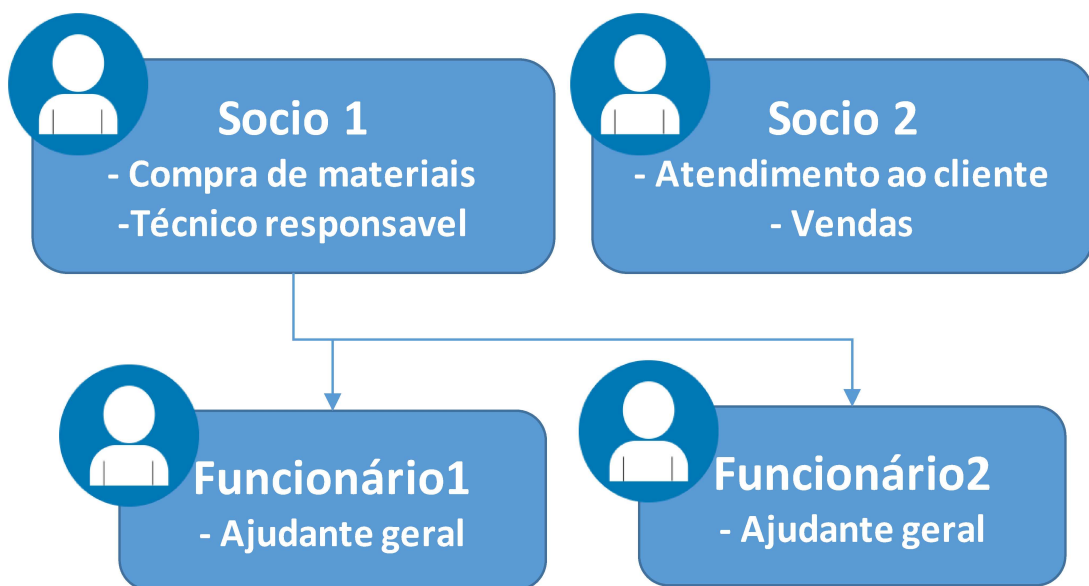 Socio 1
- Compra de materiais
-Técnico responsavel
Socio 2
- Atendimento ao cliente
- Vendas
Funcionário1
- Ajudante geral
Funcionário2
- Ajudante geral